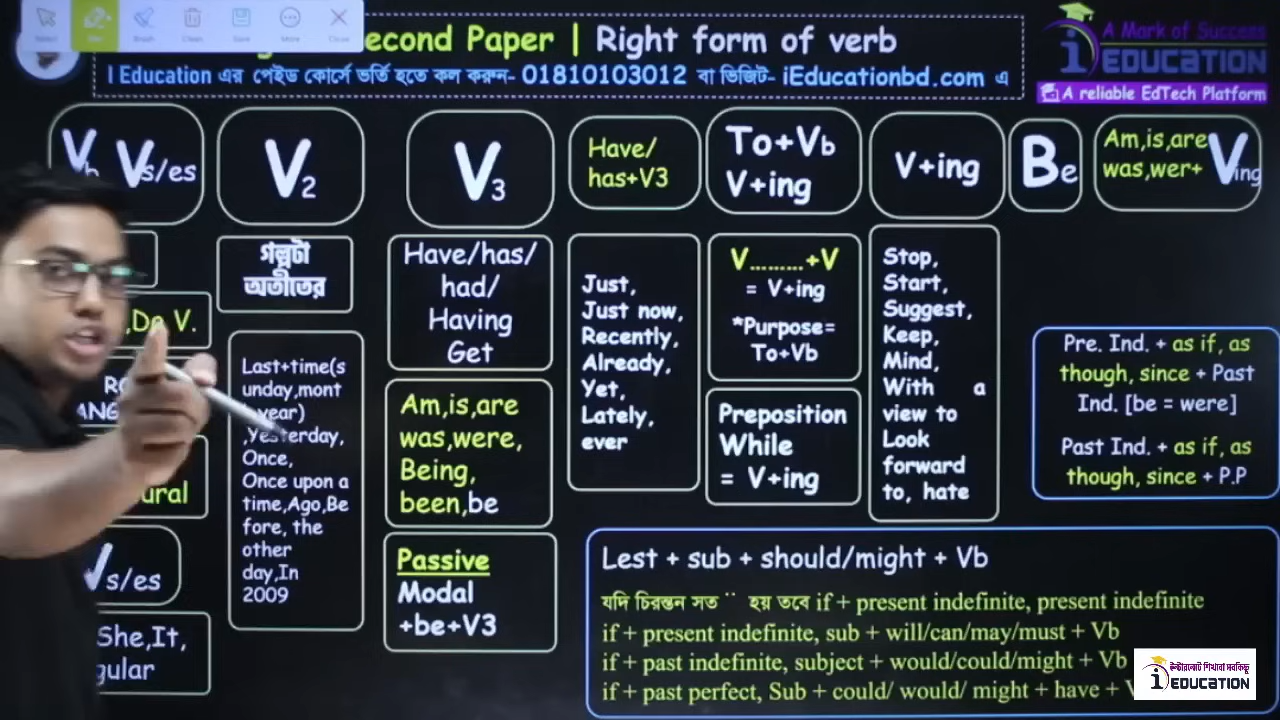 Second Paper | Right form of verb
I Education এর পেইড কোর্সে ভর্তি হতে কল করুন- 01810103012 বা ভিজিট- iEducationbd.com এ
A Mark of Success
iEDUCATION
A reliable EdTech Platform
Vb Vs/es
V2
V3
Have/
has+V3
To+Vb
V+ing
V+ing
Be
Am,is,are
was,wer+ Ving
,Do V.
s/es
She,It,
গল্পটা
অতীতের
Last+time(s
unday,mont
year)
,Yesterday,
Once,
Once upon a
time,Ago,Be
fore, the
other
day,In
2009
Have/has/
had/
Having
Get
Am,is,are
was,were,
Being,
been,be
Passive
Modal
+be+V3
Just,
Just now,
Recently,
Already,
Yet,
Lately,
ever
V.........+V
= V+ing
*Purpose=
To+Vb
Preposition
While
= V+ing
Stop,
Start,
Suggest,
Keep,
Mind,
With a
view to
Look
forward
to, hate
Pre. Ind. + as if, as
though, since + Past
Ind. [be = were]
Past Ind. + as if, as
though, since + P.P
Lest + sub + should/might + Vb
যদি চিরন্তন সত¨ হয় তবে if + present indefinite, present indefinite
if + present indefinite, sub + will/can/may/must + Vb
if + past indefinite, subject + would/could/might + Vb
if + past perfect, Sub + could/ would/ might + have +
iEDUCATION